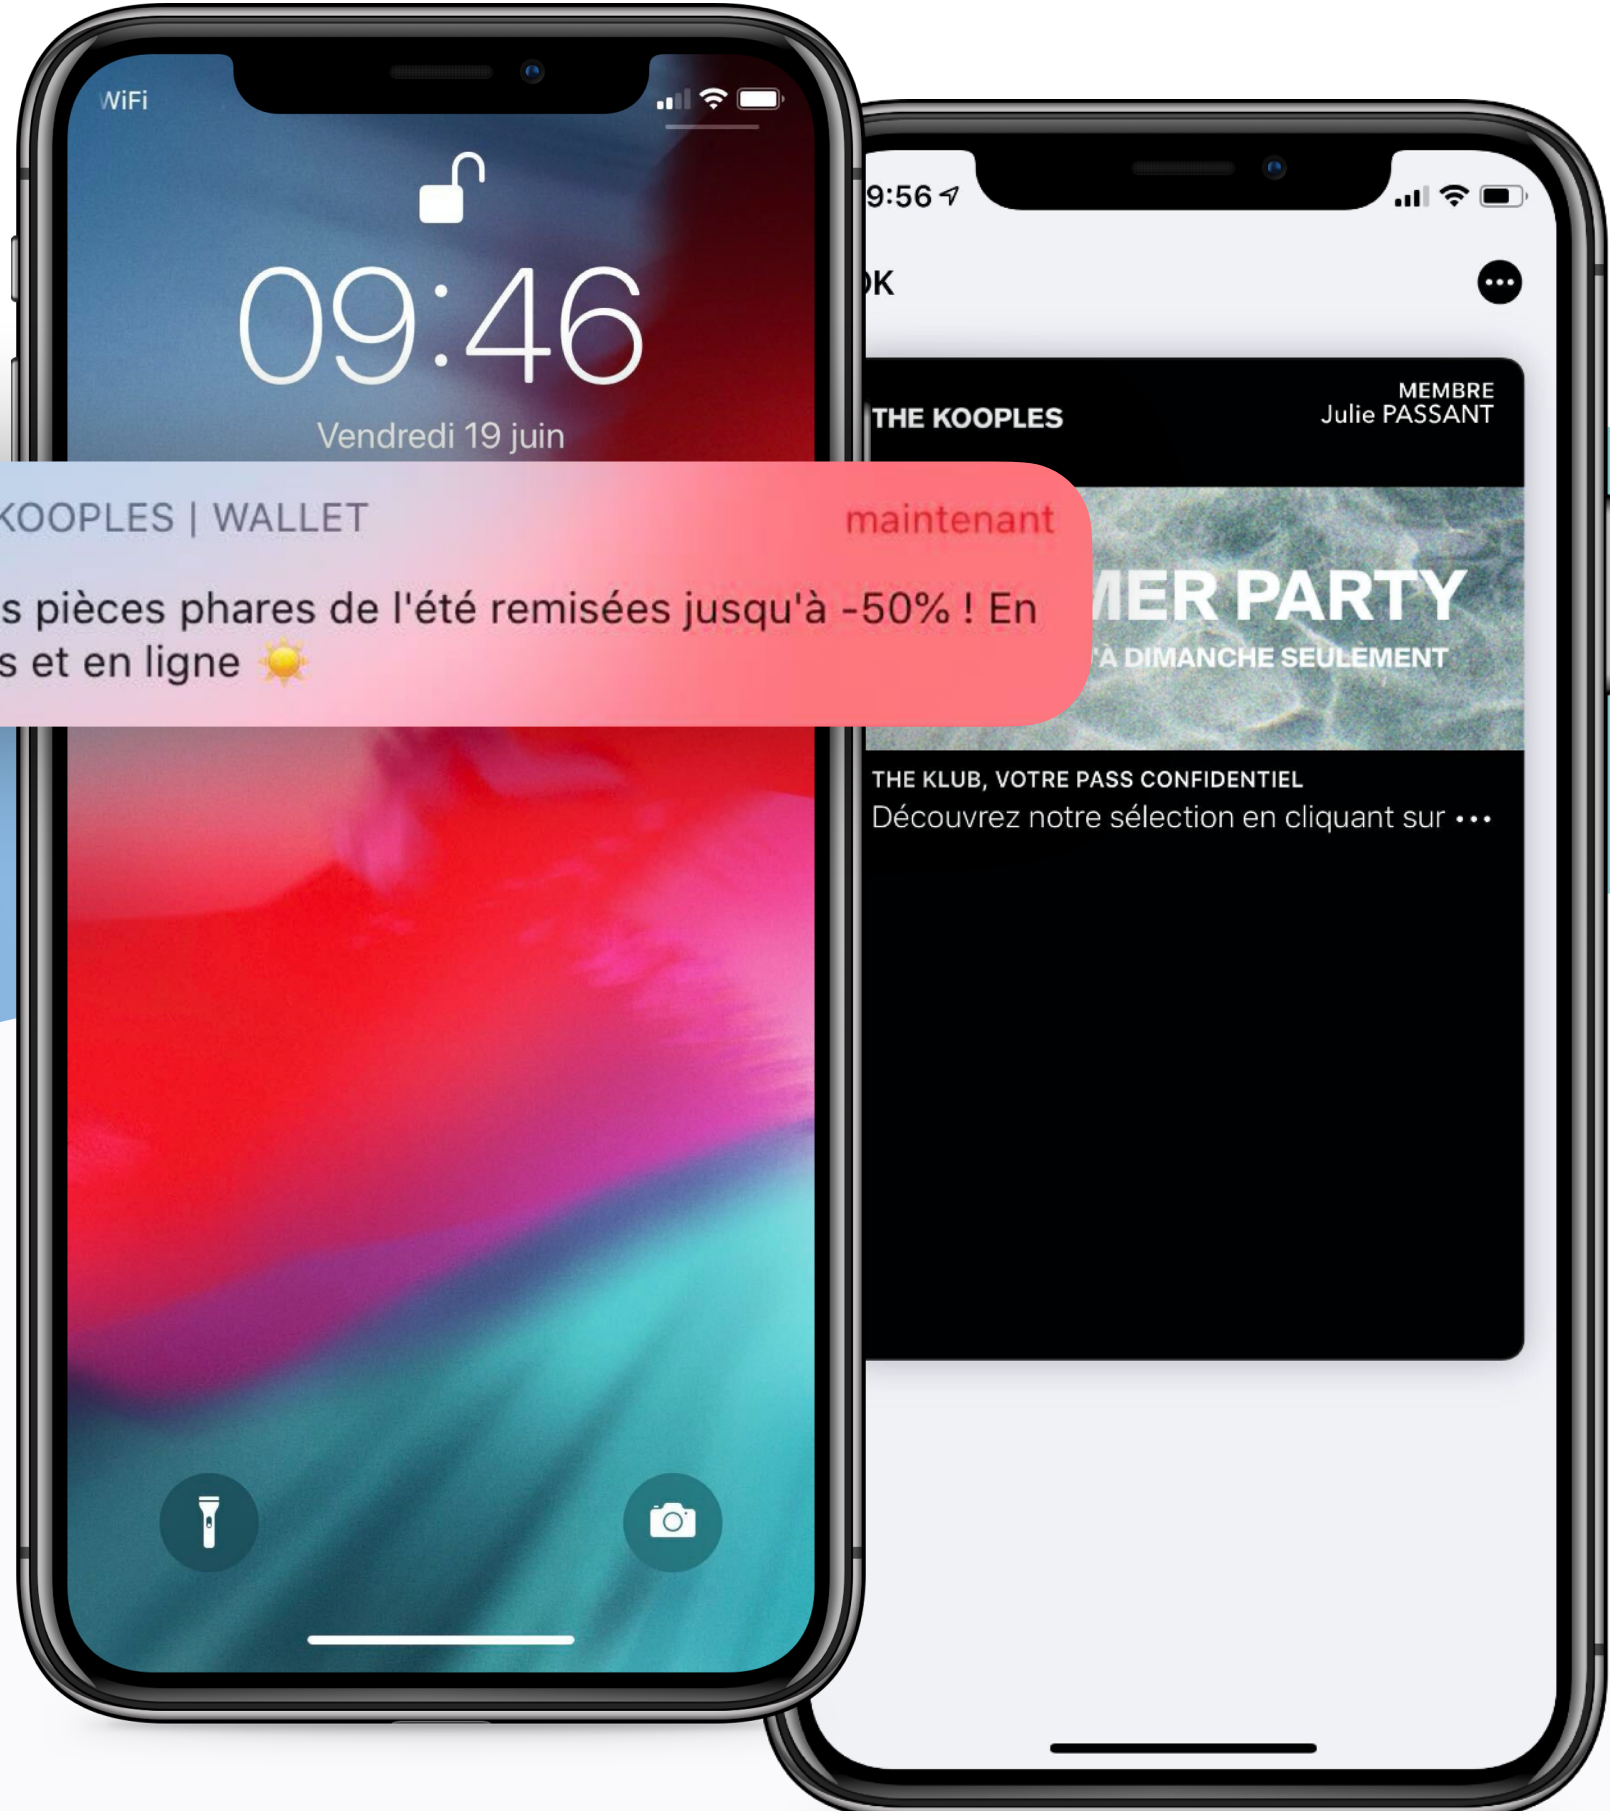 WiFi
09:46
Vendredi 19 juin
KOOPLES | WALLET
maintenant
pièces phares de l'été remisées jusqu'à -50% ! En
et en ligne ☀️
9:56
THE KOOPLES
MEMBRE
Julie PASSANT
PARTY
DIMANCHE SEULEMENT
THE KLUB, VOTRE PASS CONFIDENTIEL
Découvrez notre sélection en cliquant sur •••